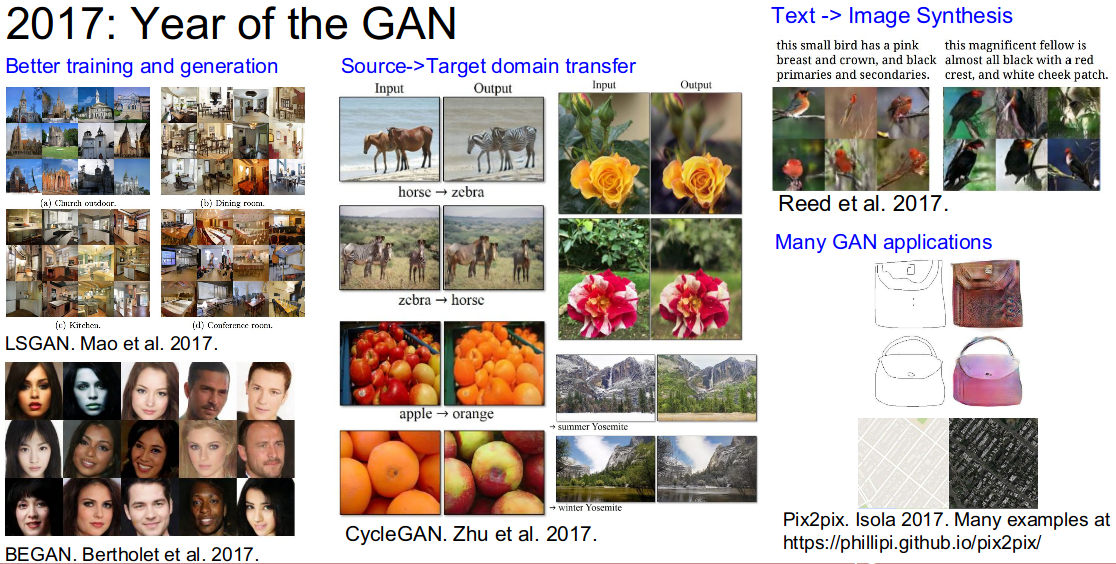 2017: Year of the GAN
Better training and generation
(a) Church outdoor.
(b) Dining room.
(c) Kitchen.
(d) Conference room.
LSGAN. Mao et al. 2017.
BEGAN. Bertholet et al. 2017.
Source->Target domain transfer
Input
Output
horse → zebra
zebra → horse
apple → orange
Input
Output
→ summer Yosemite
→ winter Yosemite
CycleGAN. Zhu et al. 2017.
Text -> Image Synthesis
this small bird has a pink
breast and crown, and black
primaries and secondaries.
this magnificent fellow is
almost all black with a red
crest, and white cheek patch.
Reed et al. 2017.
Many GAN applications
Pix2pix. Isola 2017. Many examples at
https://phillipi.github.io/pix2pix/